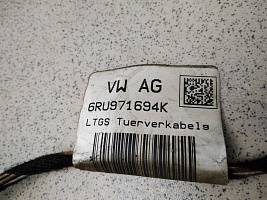 VW AG
6RU971694K
LTGS Tuerverkabelg